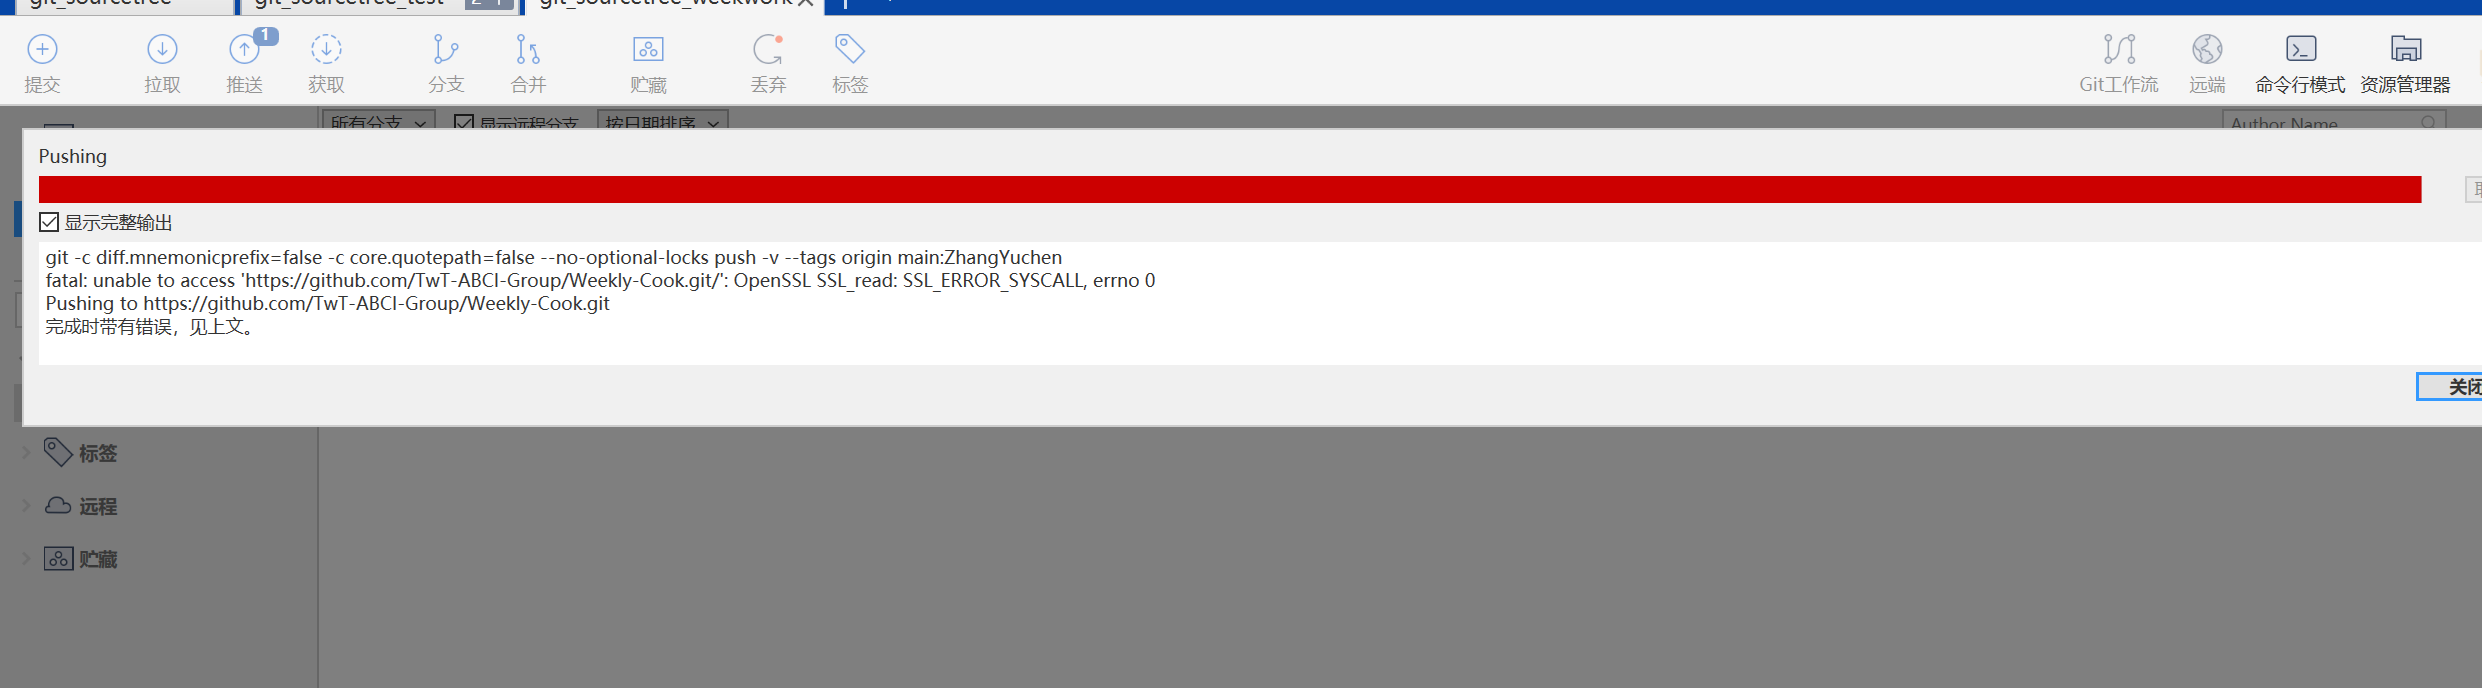 git_sourcetree git_sourcetree_test git_sourcetree_weekwork
提交 拉取 1 推送 获取 分支 合并 贮藏 丢弃 标签 Git工作流 远端 命令行模式 资源管理器
所有分支 显示远程分支 按日期排序 Author Name
Pushing
显示完整输出
git -c diff.mnemonicprefix=false -c core.quotepath=false --no-optional-locks push -v --tags origin main:ZhangYuchen
fatal: unable to access 'https://github.com/TwT-ABCI-Group/Weekly-Cook.git/': OpenSSL SSL_read: SSL_ERROR_SYSCALL, errno 0
Pushing to https://github.com/TwT-ABCI-Group/Weekly-Cook.git
完成时带有错误，见上文。
关闭
标签
远程
贮藏